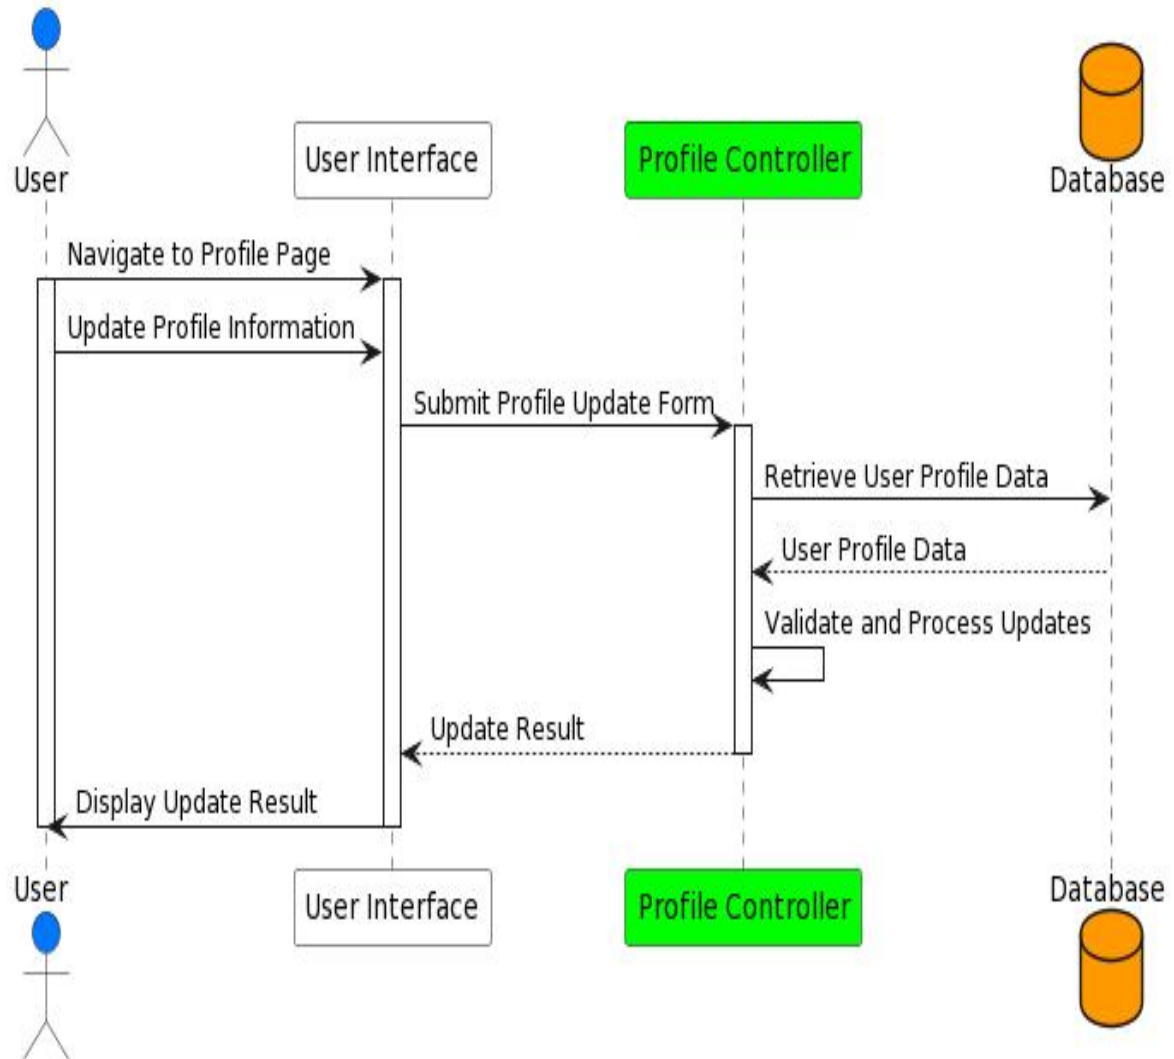 User
User Interface
Profile Controller
Database
Navigate to Profile Page
Update Profile Information
Submit Profile Update Form
Retrieve User Profile Data
User Profile Data
Validate and Process Updates
Update Result
Display Update Result
User
User Interface
Profile Controller
Database